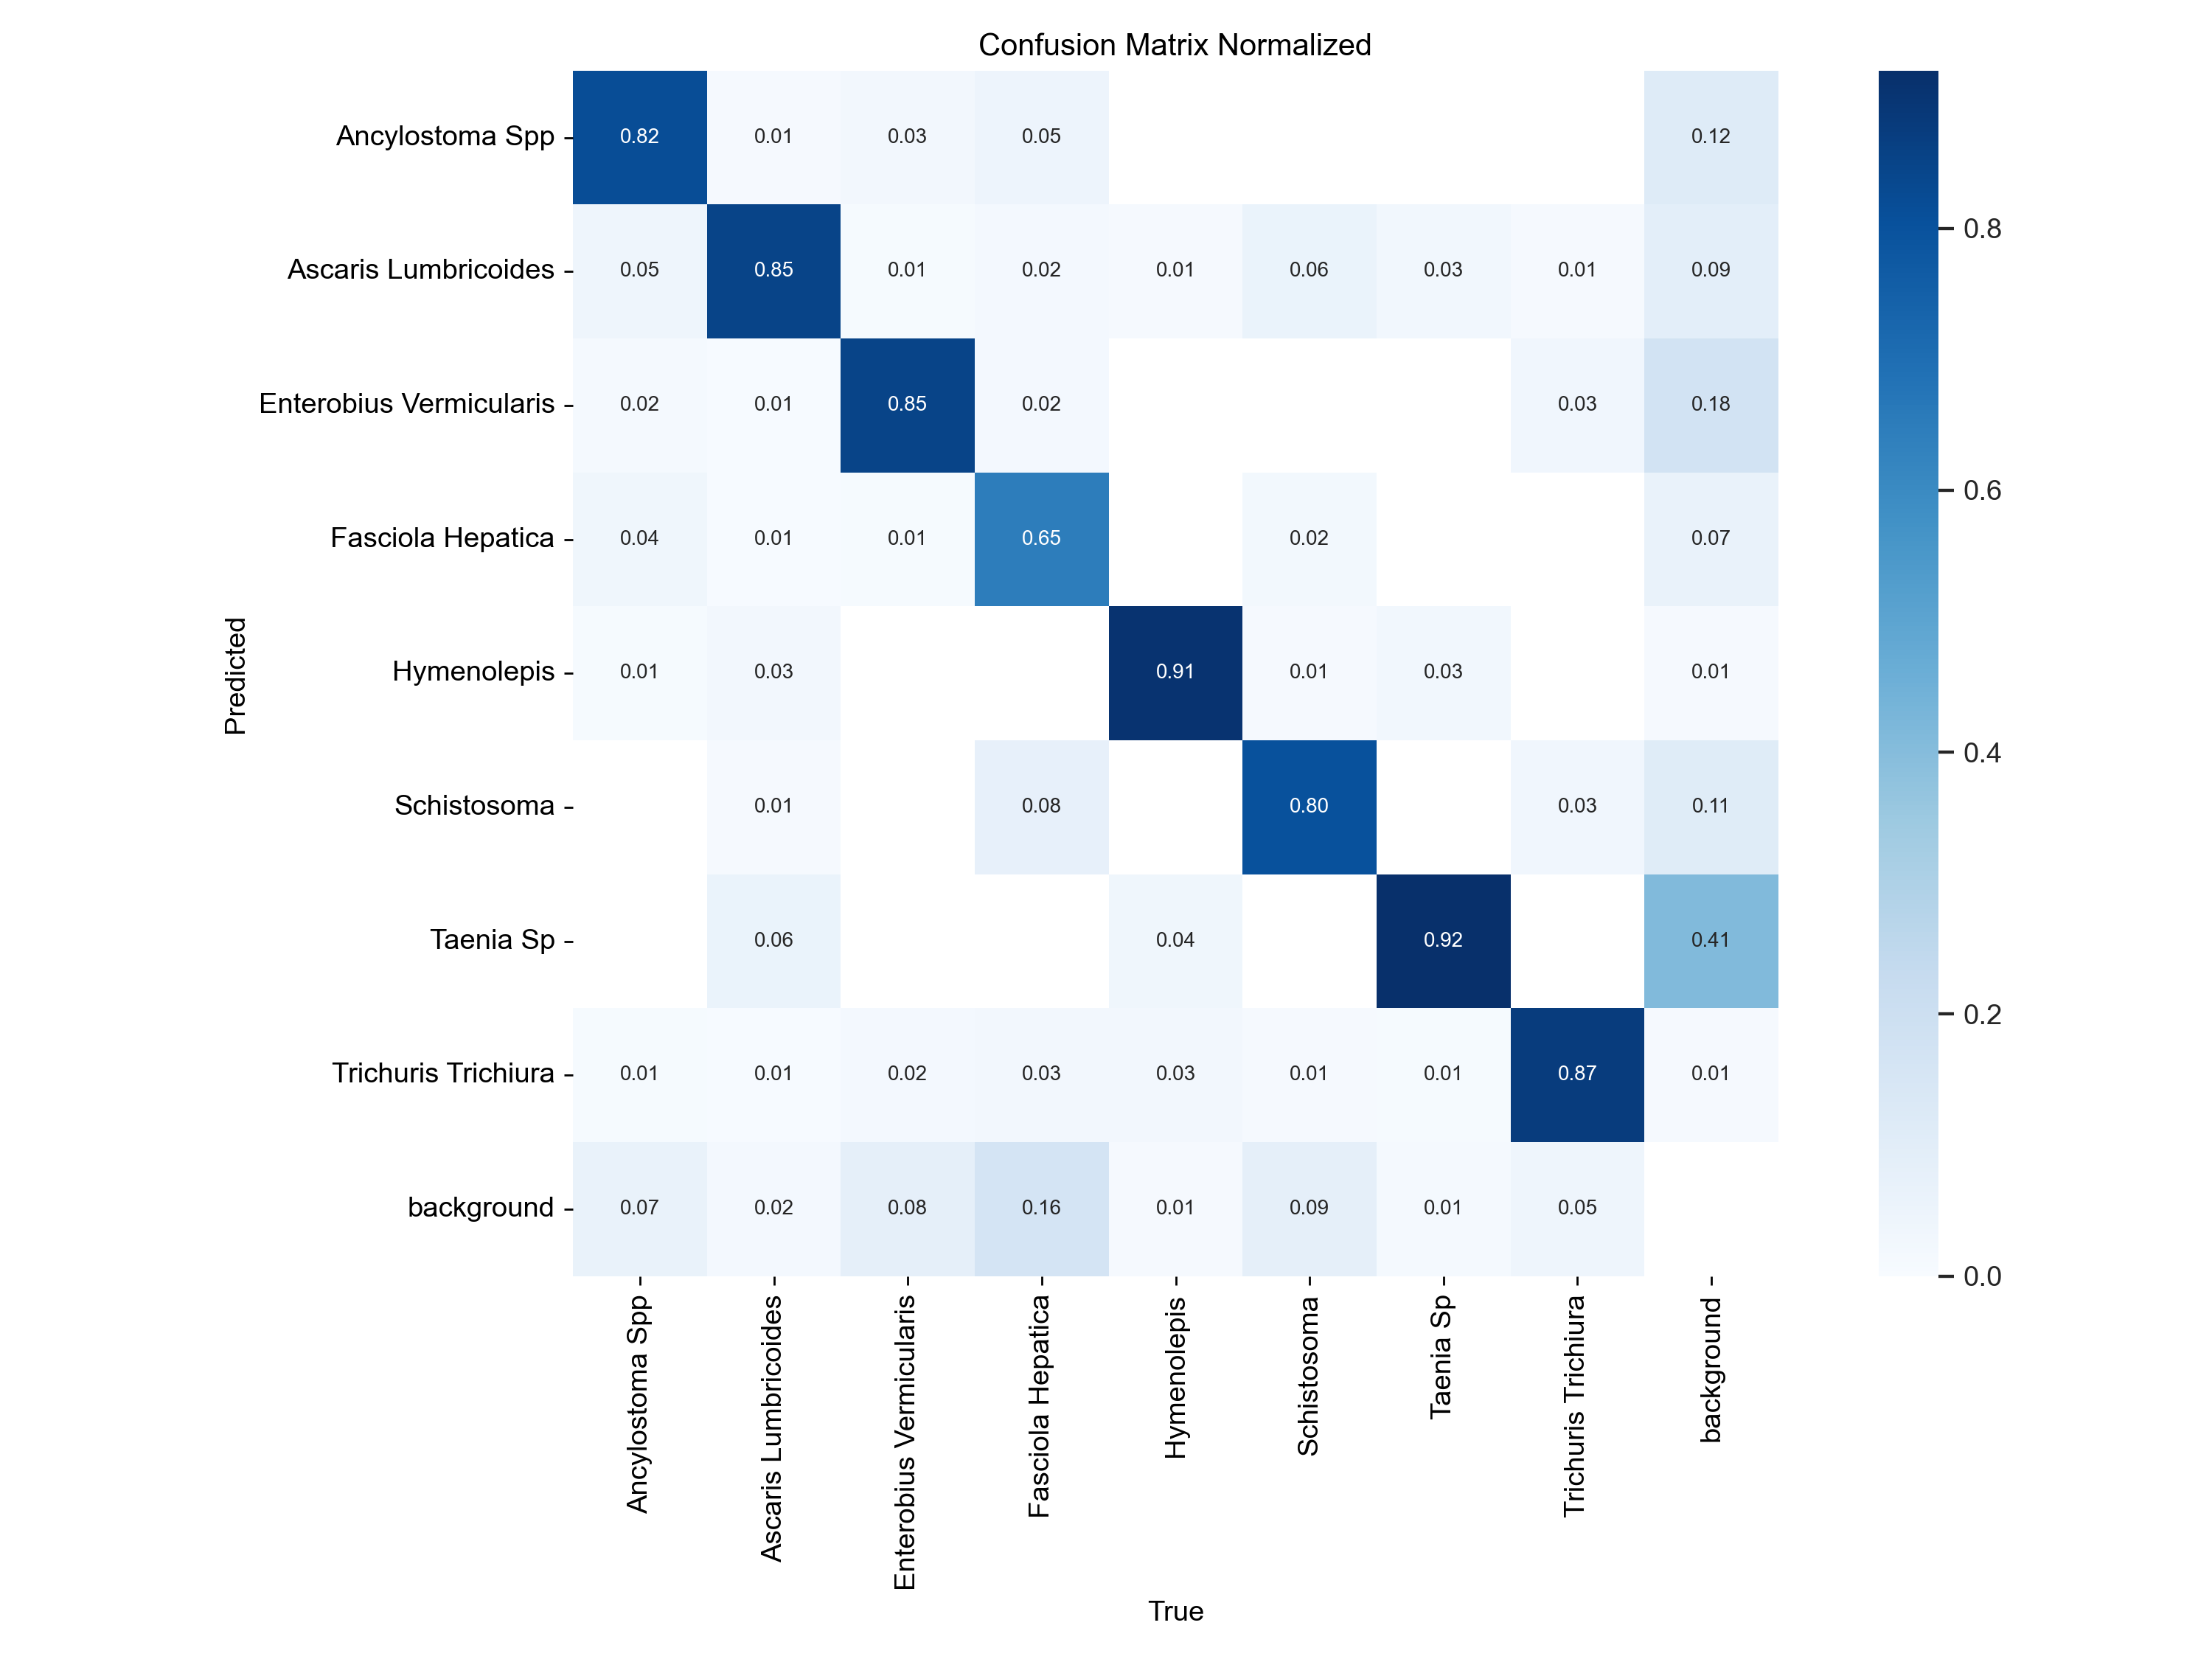 Confusion Matrix Normalized
Ancylostoma Spp 0.82 0.01 0.03 0.05 0.12
Ascaris Lumbricoides 0.05 0.85 0.01 0.02 0.01 0.06 0.03 0.01 0.09
Enterobius Vermicularis 0.02 0.01 0.85 0.02 0.03 0.18
Fasciola Hepatica 0.04 0.01 0.01 0.65 0.02 0.07
Hymenolepis 0.01 0.03 0.91 0.01 0.03 0.01
Schistosoma 0.01 0.08 0.80 0.03 0.11
Taenia Sp 0.06 0.04 0.92 0.41
Trichuris Trichiura 0.01 0.01 0.02 0.03 0.03 0.01 0.01 0.87 0.01
background 0.07 0.02 0.08 0.16 0.01 0.09 0.01 0.05
Predicted
Ancylostoma Spp
Ascaris Lumbricoides
Enterobius Vermicularis
Fasciola Hepatica
Hymenolepis
Schistosoma
Taenia Sp
Trichuris Trichiura
background
True
0.8
0.6
0.4
0.2
0.0